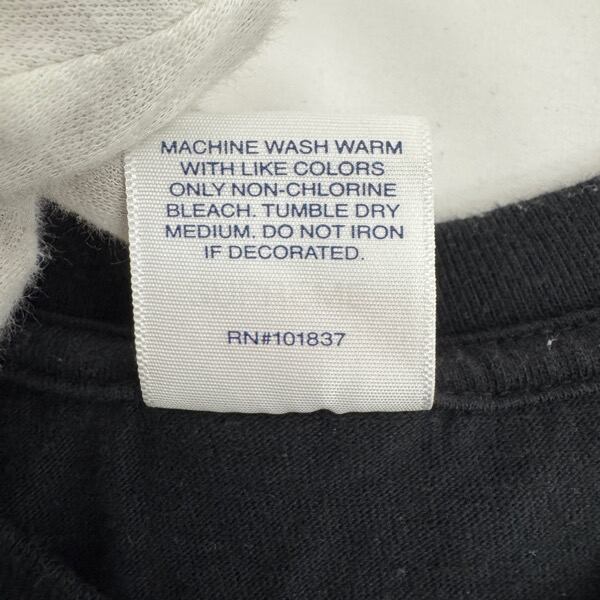 MACHINE WASH WARM
WITH LIKE COLORS
ONLY NON-CHLORINE
BLEACH. TUMBLE DRY
MEDIUM. DO NOT IRON
IF DECORATED.
RN#101837